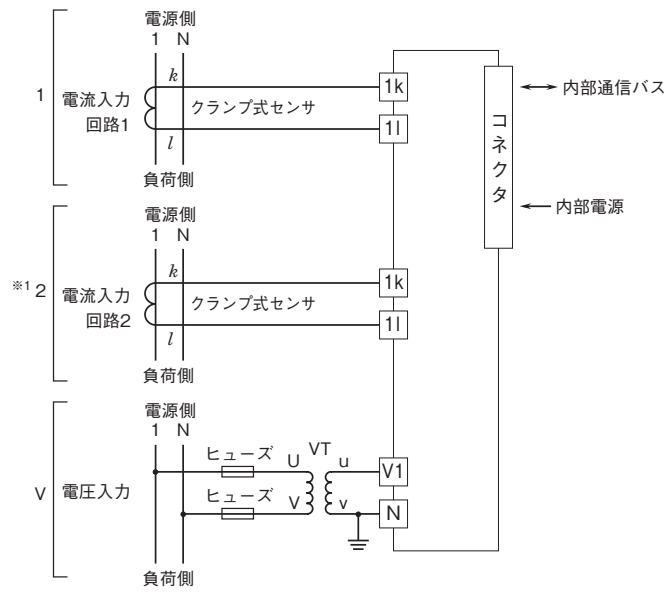 電源側
1 N
1
電流入力
回路1
k
l
クランプ式センサ
負荷側
1k
1l
コネクタ
内部通信バス
内部電源
電源側
1 N
※1 2
電流入力
回路2
k
l
クランプ式センサ
負荷側
1k
1l
電源側
1 N
V
電圧入力
ヒューズ
ヒューズ
VT
U
V
u
v
V1
N
負荷側